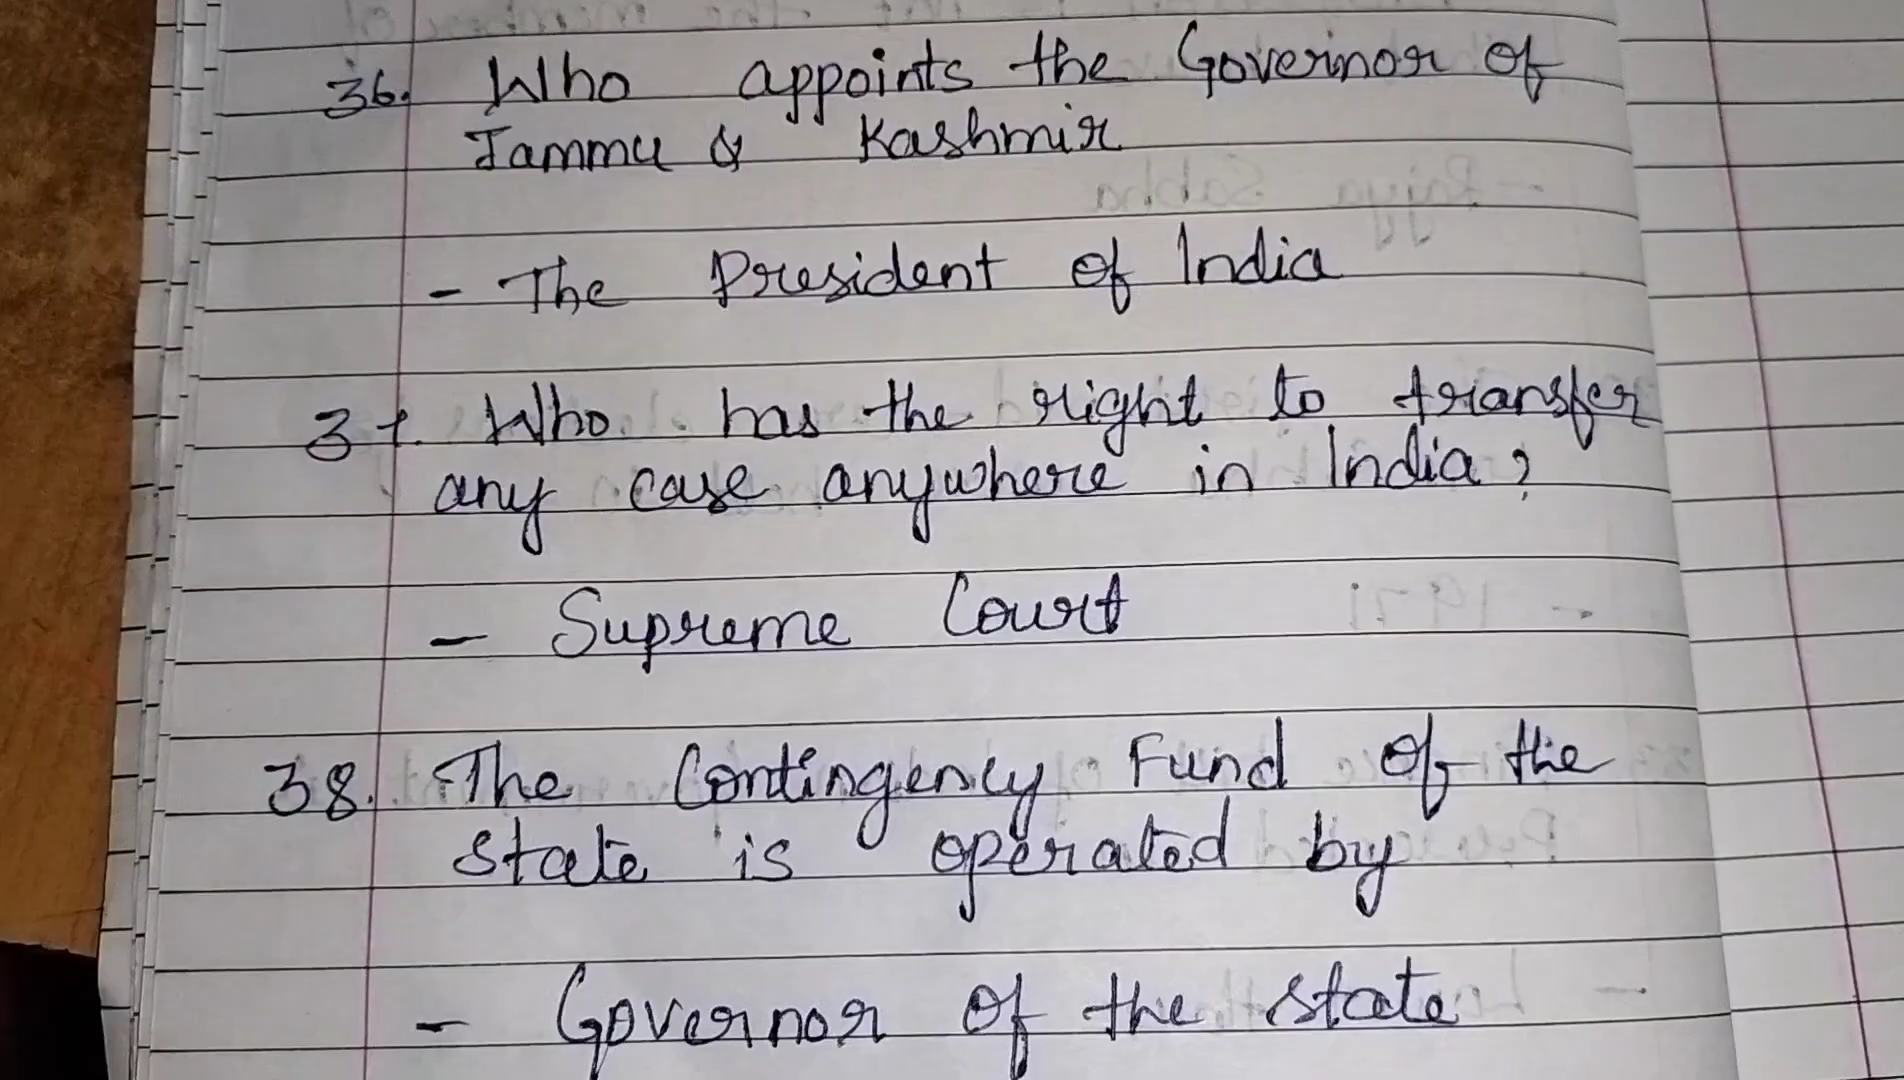 36. Who appoints the Governor of
Jammu & Kashmir
- The President of India
37. Who has the right to transfer
any case anywhere in India?
- Supreme Court
38. The Contingency Fund of the
state is operated by
- Governor of the state